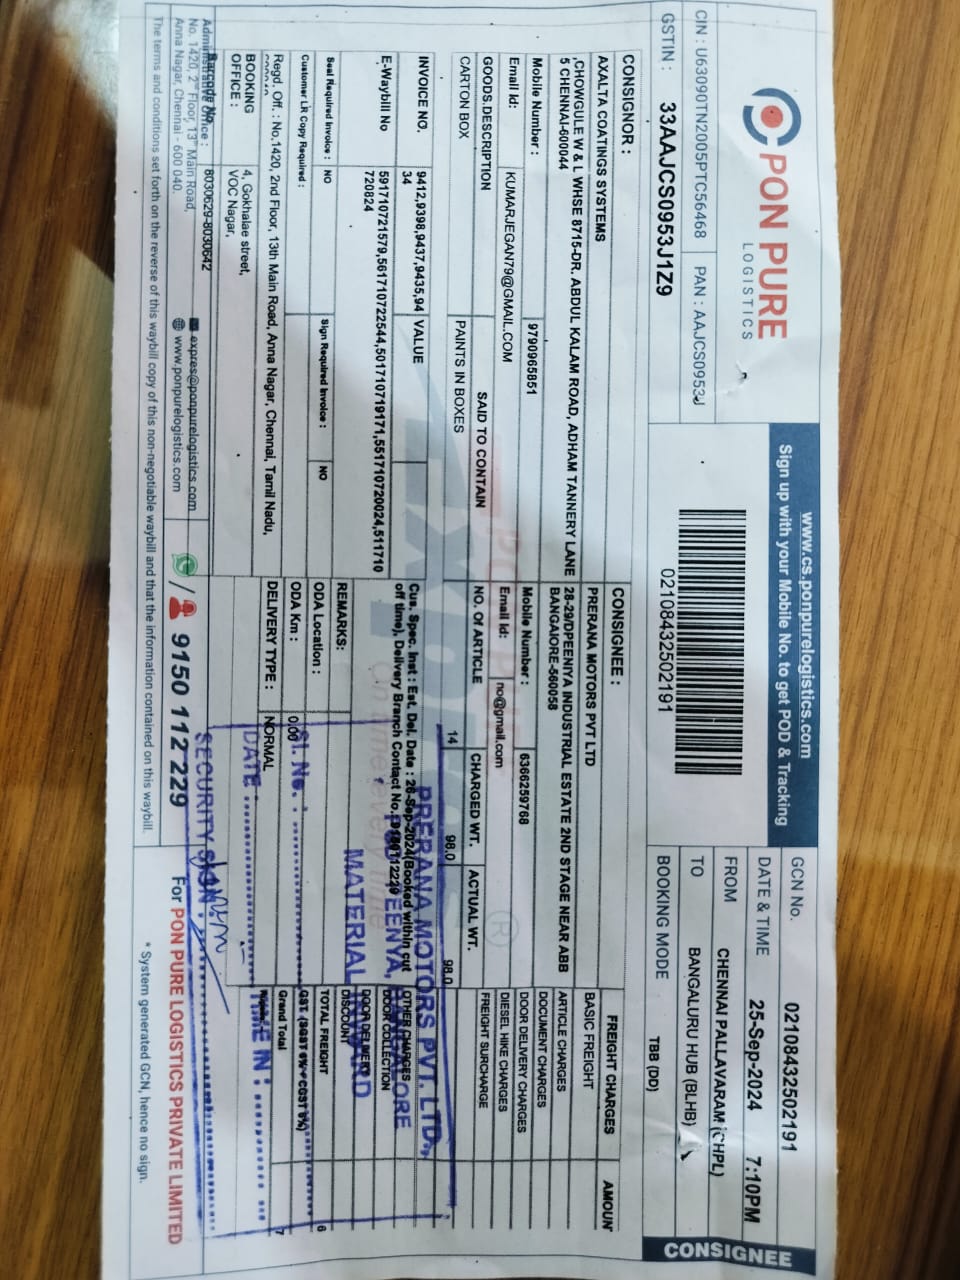 PON PURE
LOGISTICS
CIN : U63090TN2005PTC56468
PAN : AAJCS0953J
GSTIN :
33AAJCS0953J1Z9
www.cs.ponpurelogistics.com
Sign up with your Mobile No. to get POD & Tracking
02108432502191
GCN No.
02108432502191
DATE & TIME
25-Sep-2024 7:10PM
FROM
CHENNAI PALLAVARAM (CHPL)
TO
BANGALURU HUB (BLHB)
BOOKING MODE
TBB (DD)
CONSIGNEE
CONSIGNOR :
AXALTA COATINGS SYSTEMS
,CHOWGULE W & L WHSE 8715-DR. ABDUL KALAM ROAD, ADHAM TANNERY LANE
5 CHENNAI-600044
Mobile Number :
9790965851
Email Id:
KUMARJEGAN79@GMAIL.COM
CONSIGNEE :
PRERANA MOTORS PVT LTD
28-29/DPEENIYA INDUSTRIAL ESTATE 2ND STAGE NEAR ABB
BANGAlORE-560058
Mobile Number :
6366259768
Email Id:
no@gmail.com
FREIGHT CHARGES
AMOUN
BASIC FREIGHT
ARTICLE CHARGES
DOCUMENT CHARGES
DOOR DELIVERY CHARGES
DIESEL HIKE CHARGES
FREIGHT SURCHARGE
GOODS DESCRIPTION
SAID TO CONTAIN
NO. Of ARTICLE
CHARGED WT.
ACTUAL WT.
CARTON BOX
PAINTS IN BOXES
14
98.0
98.0
INVOICE NO.
9412,9398,9437,9435,94
34
VALUE
E-Waybill No
591710721579,561710722544,501710719171,551710720024,511710
720824
Cus. Spec. Inst : Est. Del. Date : 26-Sep-2024(Booked within cut
off time), Delivery Branch Contact No.
REMARKS:
OTHER CHARGES
DOOR COLLECTION
DOOR DELIVERY
DISCOUNT
Seal Required Invoice :
NO
Sign Required Invoice :
NO
ODA Location :
TOTAL FREIGHT
Customer LR Copy Required :
ODA Km :
0.00
GST (SGST 9% + CGST 9%)
6
Regd. Off. : No.1420, 2nd Floor, 13th Main Road, Anna Nagar, Chennai, Tamil Nadu,
DELIVERY TYPE :
NORMAL
Grand Total
7
BOOKING
OFFICE :
4, Gokhalae street,
VOC Nagar,
Barcode No
8030629-8030642
PRERANA MOTORS PVT. LTD.,
PEENYA, BANGALORE
MATERIAL INWARD
Sl. No. :
DATE :
TIME IN :
SECURITY SIGN :
Administrative Office :
No. 1420, 2nd Floor, 13th Main Road,
Anna Nagar, Chennai - 600 040.
expres@ponpurelogistics.com
www.ponpurelogistics.com
/ 9150 112 229
For PON PURE LOGISTICS PRIVATE LIMITED
The terms and conditions set forth on the reverse of this waybill copy of this non-negotiable waybill and that the information contained on this waybill.
* System generated GCN, hence no sign.